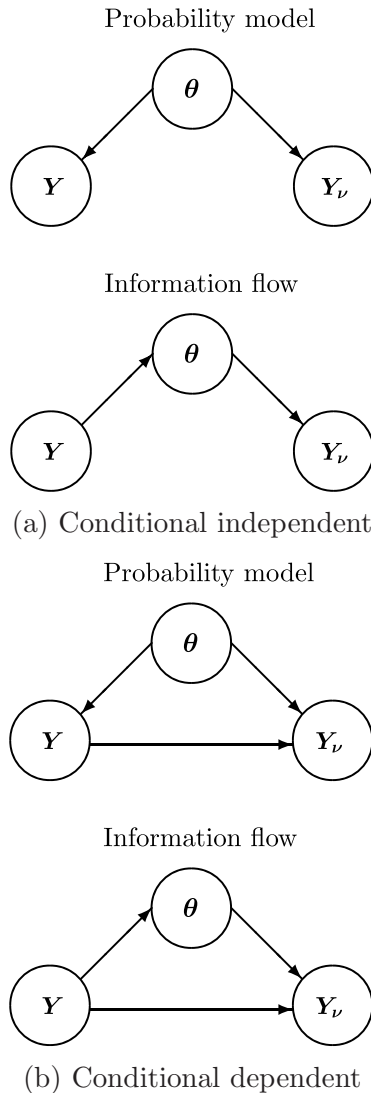 Probability model
θ
Y
Y_ν
Information flow
θ
Y
Y_ν
(a) Conditional independent
Probability model
θ
Y
Y_ν
Information flow
θ
Y
Y_ν
(b) Conditional dependent